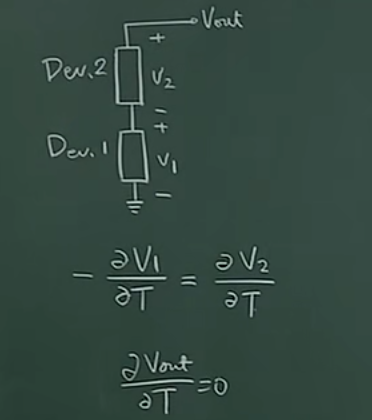 Vout
+
Dev.2
V2
-
+
Dev.1
V1
-
- ∂V1/∂T = ∂V2/∂T
∂Vout/∂T = 0